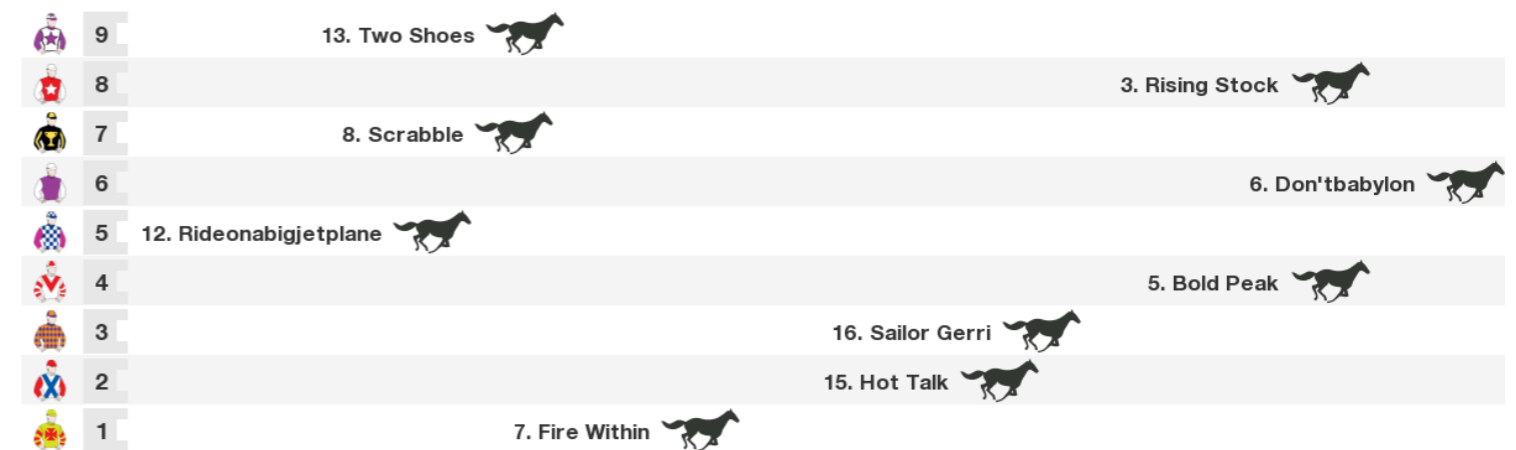 9 13. Two Shoes
8 3. Rising Stock
7 8. Scrabble
6 6. Don'tbabylon
5 12. Rideonabigjetplane
4 5. Bold Peak
3 16. Sailor Gerri
2 15. Hot Talk
1 7. Fire Within